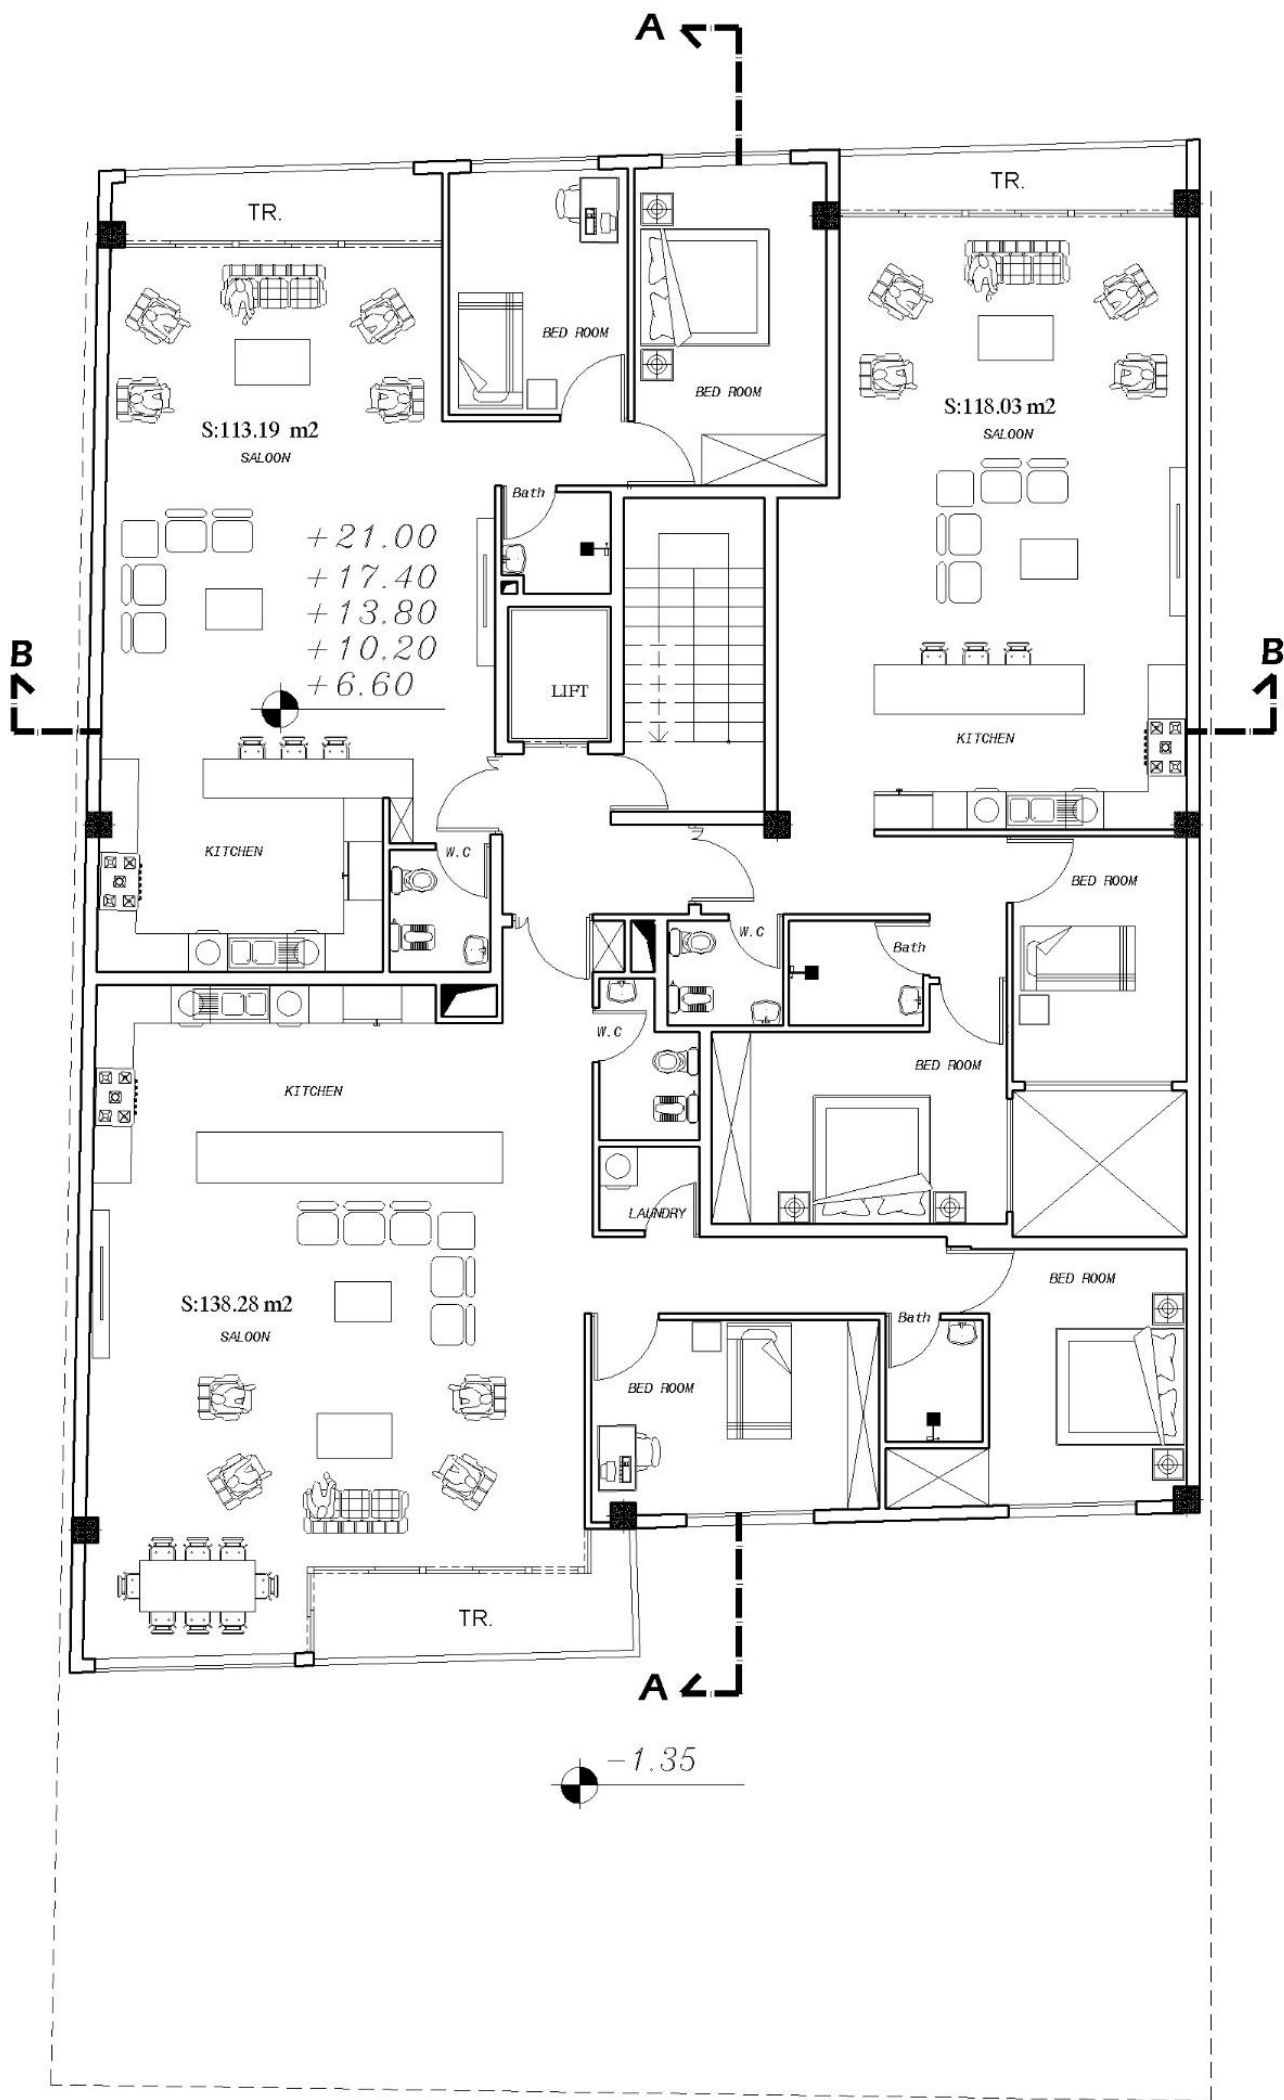 A
TR.
TR.
BED ROOM
BED ROOM
S:118.03 m2
SALOON
S:113.19 m2
SALOON
Bath
+21.00
+17.40
+13.80
+10.20
+6.60
B
B
LIFT
KITCHEN
KITCHEN
W.C
BED ROOM
W.C
Bath
W.C
BED ROOM
KITCHEN
LAUNDRY
BED ROOM
S:138.28 m2
SALOON
Bath
BED ROOM
TR.
A
-1.35